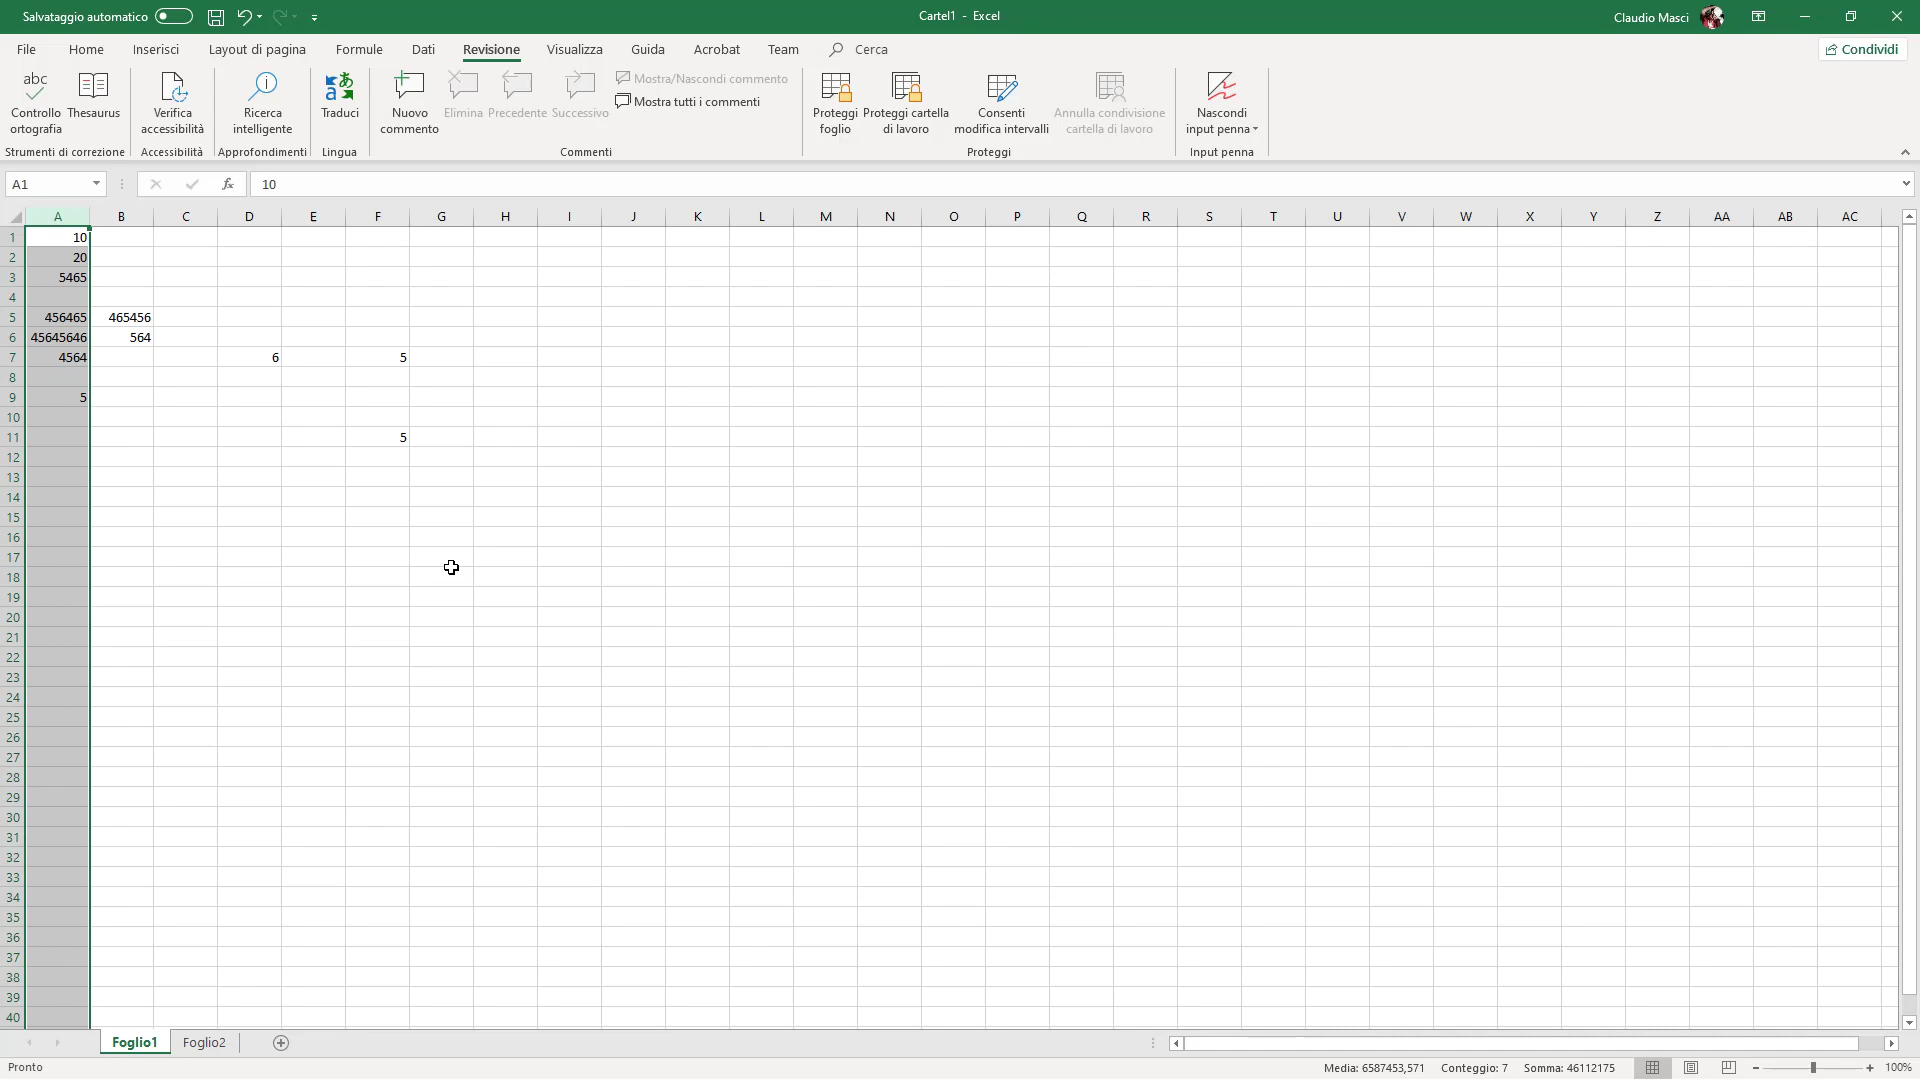 Salvataggio automatico
Cartel1 - Excel
Claudio Masci
File Home Inserisci Layout di pagina Formule Dati Revisione Visualizza Guida Acrobat Team Cerca
Condividi
abc
Controllo ortografia
Thesaurus
Verifica accessibilità
Ricerca intelligente
Traduci
Nuovo commento
Elimina
Precedente
Successivo
Mostra/Nascondi commento
Mostra tutti i commenti
Proteggi foglio
Proteggi cartella di lavoro
Consenti modifica intervalli
Annulla condivisione cartella di lavoro
Nascondi input penna
Strumenti di correzione Accessibilità Approfondimenti Lingua Commenti Proteggi Input penna
A1 fx 10
A B C D E F G H I J K L M N O P Q R S T U V W X Y Z AA AB AC
1 10
2 20
3 5465
4
5 456465 465456
6 45645646 564
7 4564 6 5
8
9 5
10
11 5
12
13
14
15
16
17
18
19
20
21
22
23
24
25
26
27
28
29
30
31
32
33
34
35
36
37
38
39
40
Foglio1 Foglio2
Pronto
Media: 6587453,571 Conteggio: 7 Somma: 46112175
100%